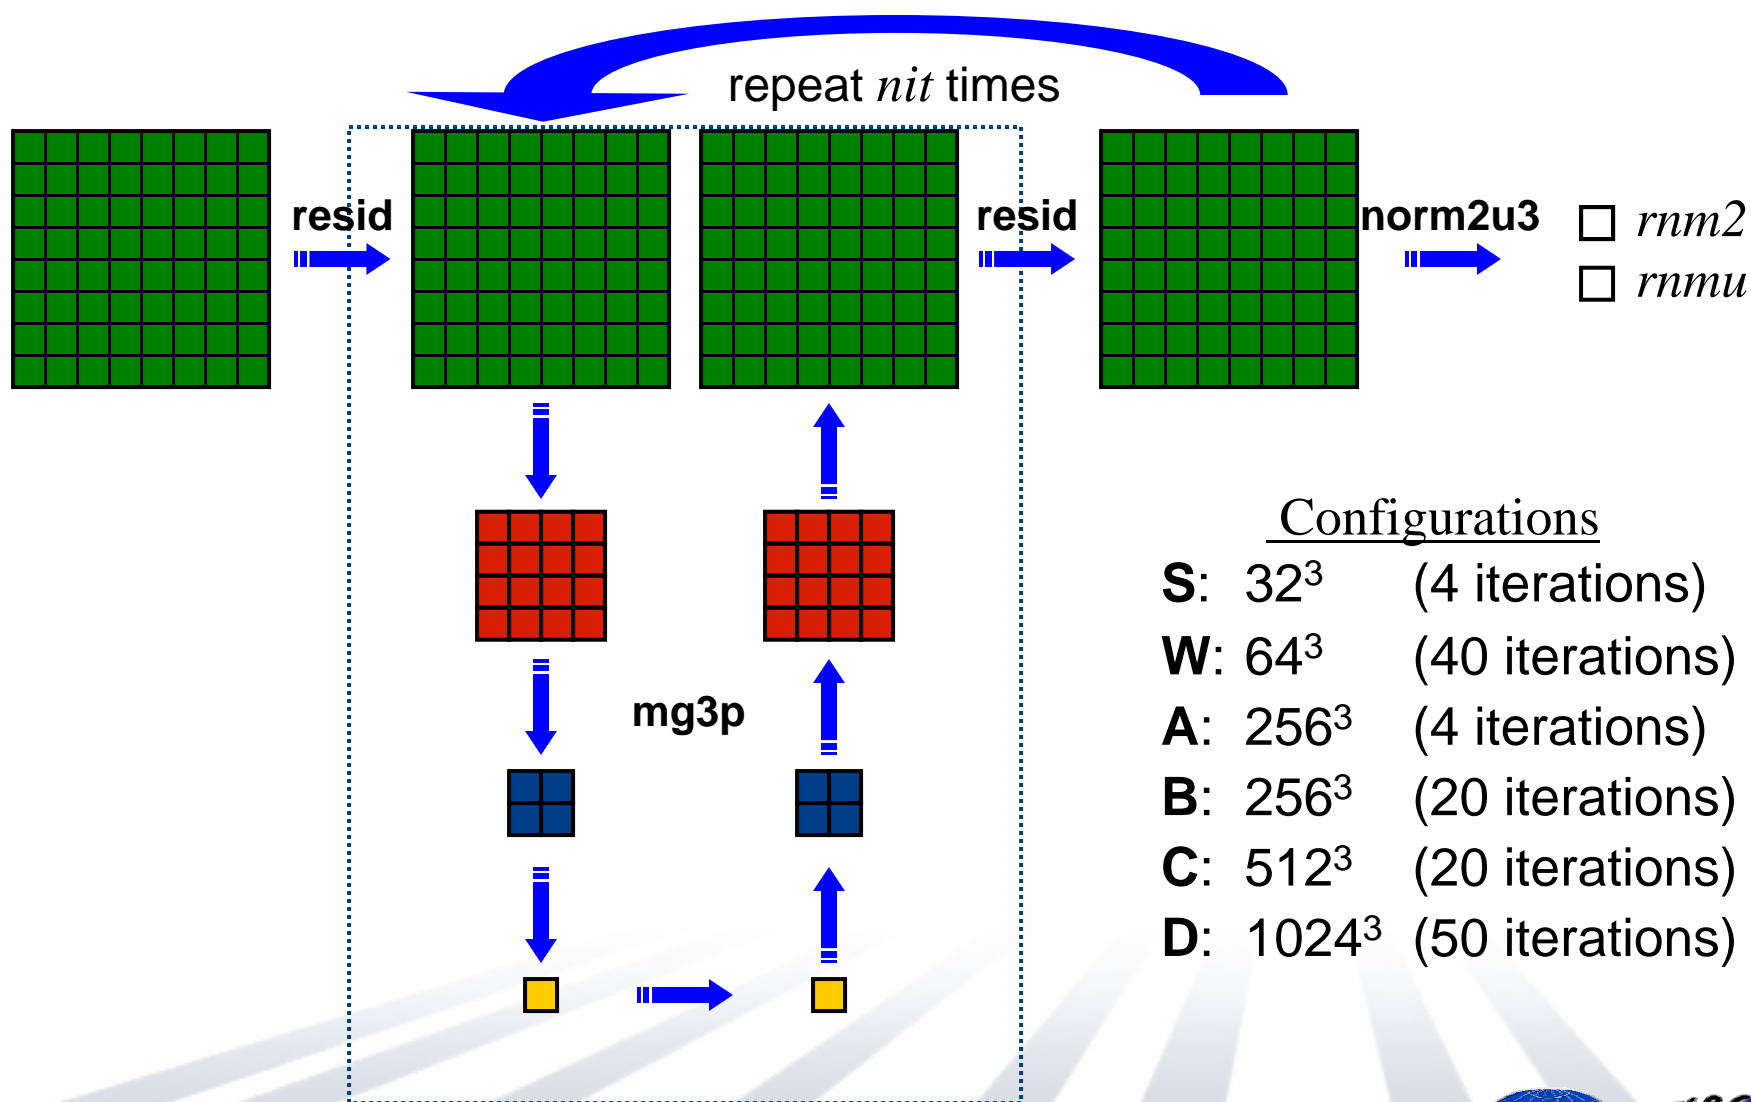 repeat nit times
resid
resid
norm2u3
rnm2
rnmu
mg3p
Configurations
S: 32³ (4 iterations)
W: 64³ (40 iterations)
A: 256³ (4 iterations)
B: 256³ (20 iterations)
C: 512³ (20 iterations)
D: 1024³ (50 iterations)